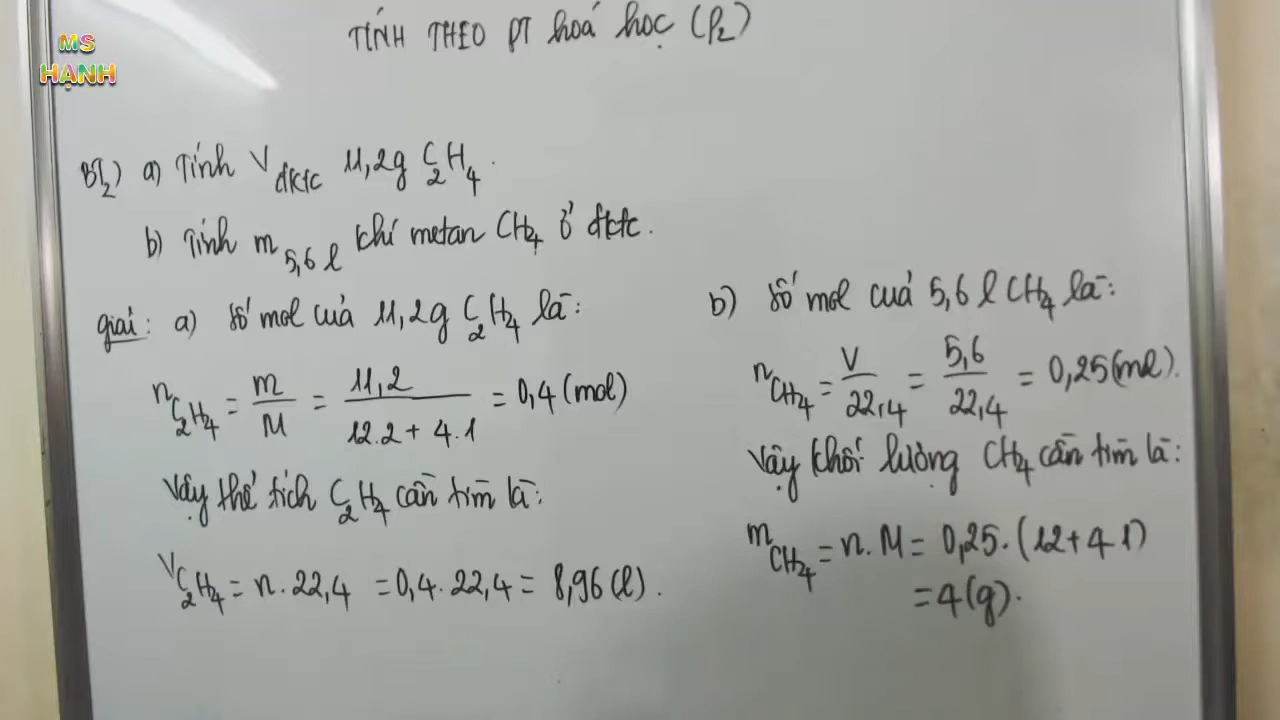 MS
HẠNH
TÍNH THEO PT hoá học (P₂)
BT₂) a) Tính V đktc 11,2g C₂H₄.
b) Tính m 5,6 l khí metan CH₄ ở đktc.
giải: a) số mol của 11,2g C₂H₄ là:
n C₂H₄ = m/M = 11,2/(12.2 + 4.1) = 0,4 (mol)
Vậy thể tích C₂H₄ cần tìm là:
V C₂H₄ = n.22,4 = 0,4.22,4 = 8,96 (l).
b) số mol của 5,6 l CH₄ là:
n CH₄ = V/22,4 = 5,6/22,4 = 0,25 (mol).
Vậy khối lượng CH₄ cần tìm là:
m CH₄ = n.M = 0,25.(12+4 1)
= 4 (g).